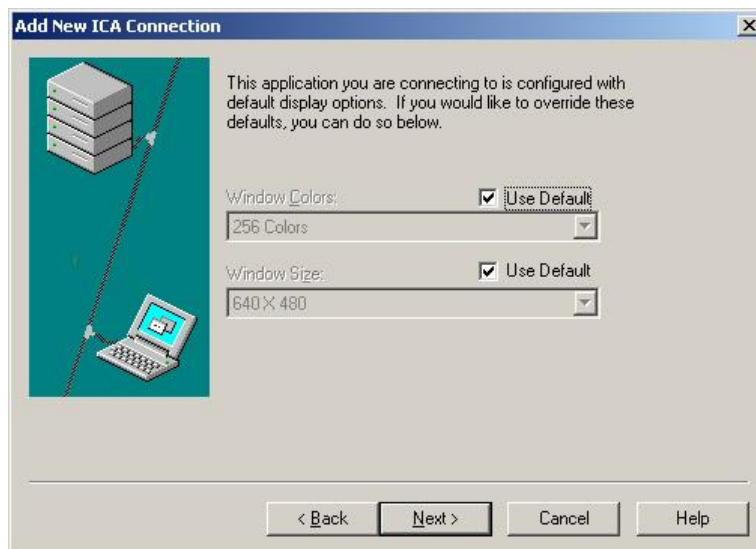 Add New ICA Connection
This application you are connecting to is configured with
default display options. If you would like to override these
defaults, you can do so below.
Window Colors:
Use Default
256 Colors
Window Size:
Use Default
640 X 480
< Back
Next >
Cancel
Help